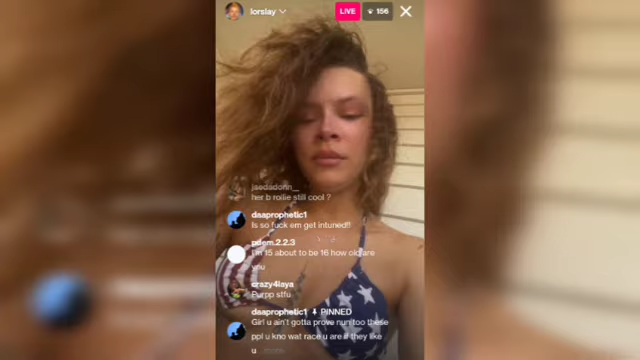 lorslay
LIVE
156
jasdadonn__
her b rollie still cool ?
daaprophetic1
Is so fuck em get intuned!!
pdem.2.2.3
I'm 15 about to be 16 how old are
you
crazy4laya
Purpp stfu
daaprophetic1 PINNED
Girl u ain't gotta prove nun too these
ppl u kno wat race u are if they like
u